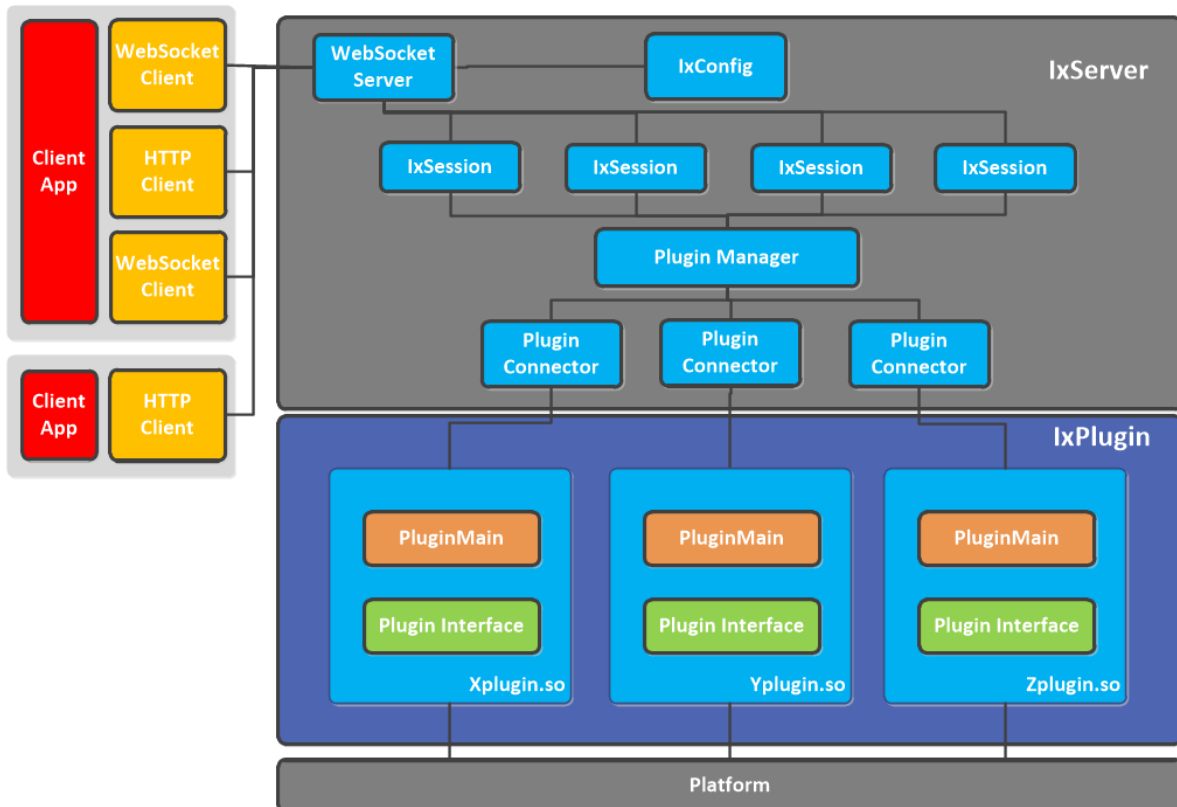 WebSocket
Client
Client
App
HTTP
Client
WebSocket
Client
Client
App
HTTP
Client
WebSocket
Server
IxConfig
IxServer
IxSession
IxSession
IxSession
IxSession
Plugin Manager
Plugin
Connector
Plugin
Connector
Plugin
Connector
IxPlugin
PluginMain
PluginMain
PluginMain
Plugin Interface
Plugin Interface
Plugin Interface
Xplugin.so
Yplugin.so
Zplugin.so
Platform